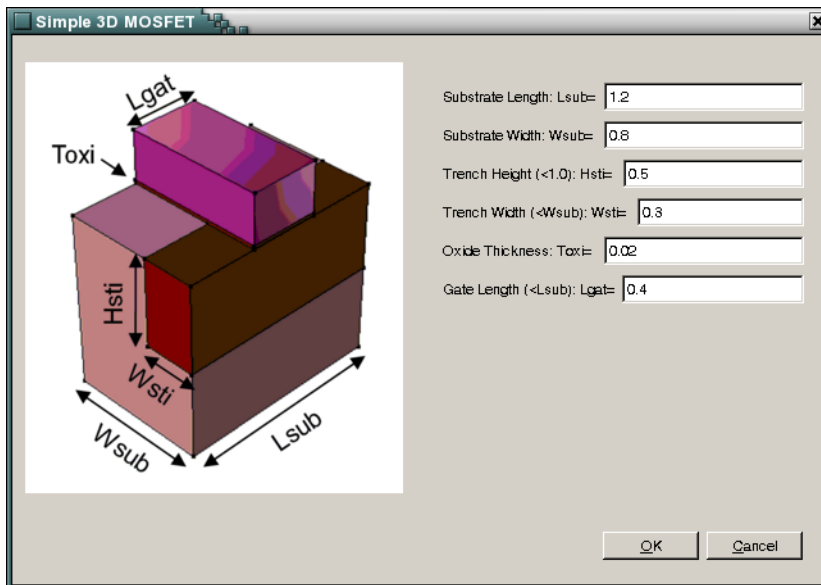 Simple 3D MOSFET
Lgat
Toxi
Hsti
Wsti
Wsub
Lsub
Substrate Length: Lsub= 1.2
Substrate Width: Wsub= 0.8
Trench Height (<1.0): Hsti= 0.5
Trench Width (<Wsub): Wsti= 0.3
Oxide Thickness: Toxi= 0.02
Gate Length (<Lsub): Lgat= 0.4
OK Cancel